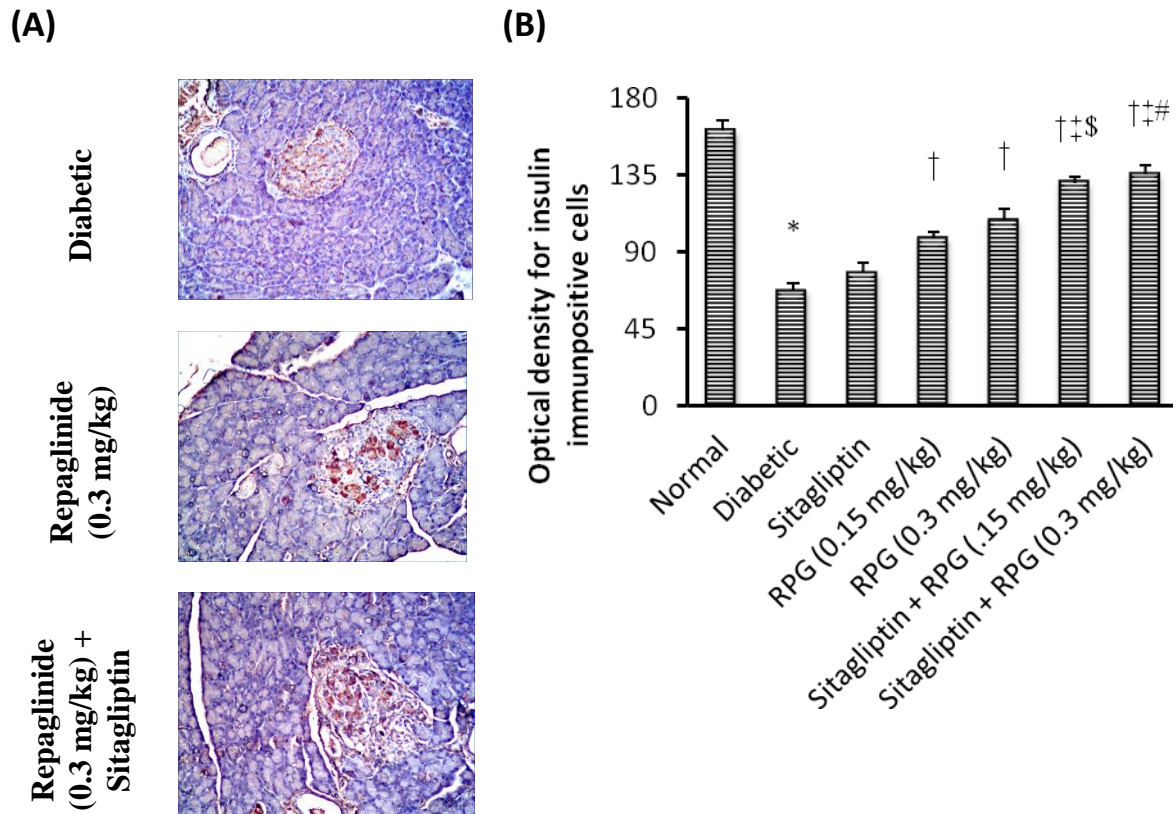 (A)
Diabetic
Repaglinide
(0.3 mg/kg)
Repaglinide
(0.3 mg/kg) +
Sitagliptin
(B)
Optical density for insulin
immunpositive cells
180
135
90
45
0
*
†
†
†‡$
†‡#
Normal
Diabetic
Sitagliptin
RPG (0.15 mg/kg)
RPG (0.3 mg/kg)
Sitagliptin + RPG (.15 mg/kg)
Sitagliptin + RPG (0.3 mg/kg)